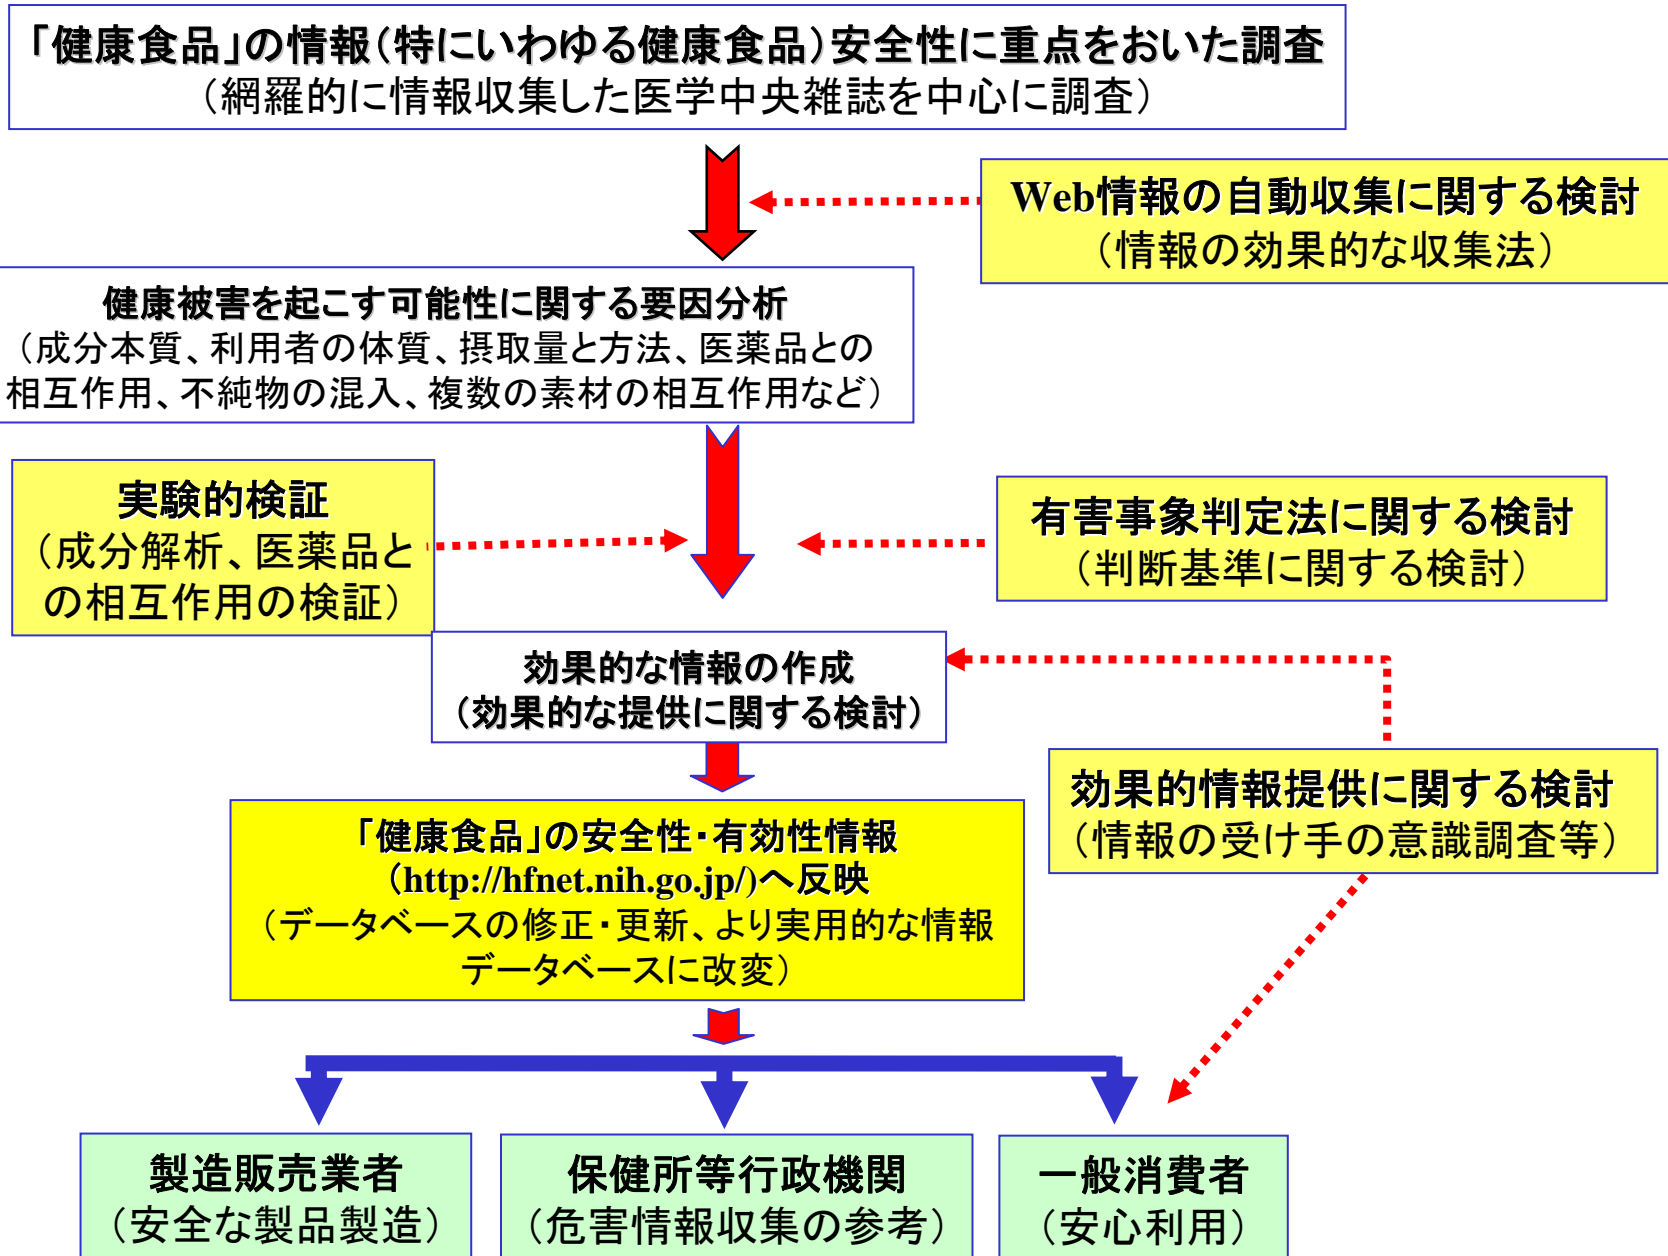 「健康食品」の情報(特にいわゆる健康食品)安全性に重点をおいた調査
(網羅的に情報収集した医学中央雑誌を中心に調査)
Web情報の自動収集に関する検討
(情報の効果的な収集法)
健康被害を起こす可能性に関する要因分析
(成分本質、利用者の体質、摂取量と方法、医薬品との
相互作用、不純物の混入、複数の素材の相互作用など)
実験的検証
(成分解析、医薬品と
の相互作用の検証)
有害事象判定法に関する検討
(判断基準に関する検討)
効果的な情報の作成
(効果的な提供に関する検討)
効果的情報提供に関する検討
(情報の受け手の意識調査等)
「健康食品」の安全性・有効性情報
(http://hfnet.nih.go.jp/)へ反映
(データベースの修正・更新、より実用的な情報
データベースに改変)
製造販売業者
(安全な製品製造)
保健所等行政機関
(危害情報収集の参考)
一般消費者
(安心利用)